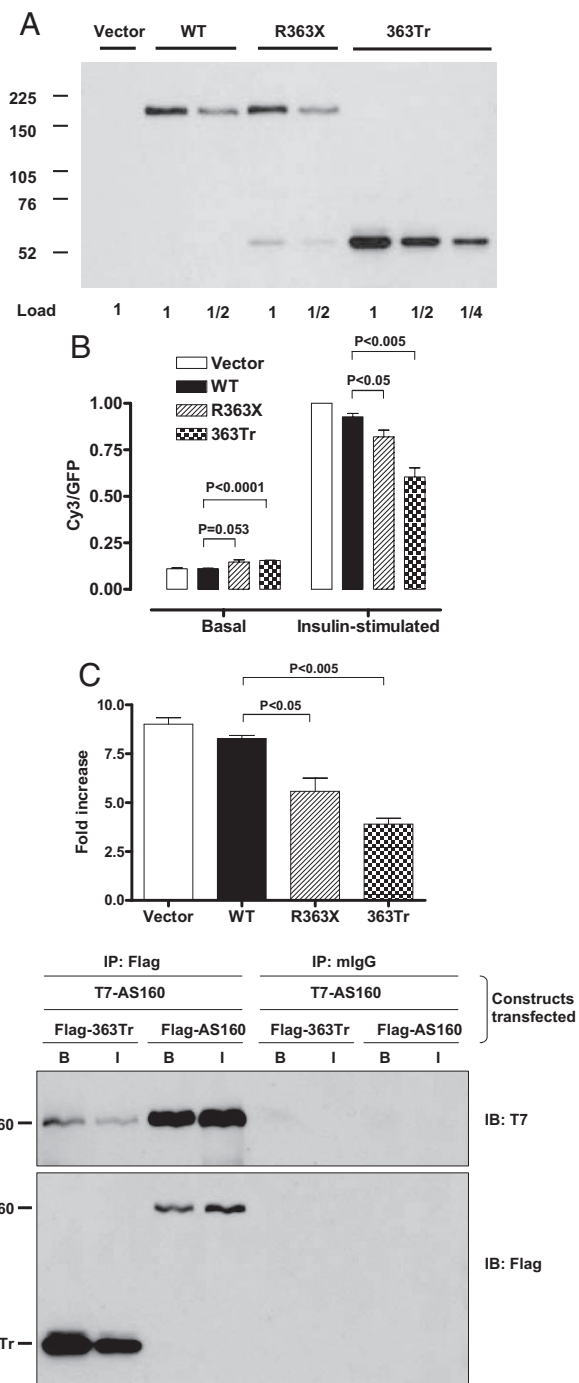 A
Vector WT R363X 363Tr
225
150
105
76
52
Load 1 1 1/2 1 1/2 1 1/2 1/4
B
Vector
WT
R363X
363Tr
P<0.005
P<0.05
P<0.0001
P=0.053
Cy3/GFP
1.00
0.75
0.50
0.25
0.00
Basal Insulin-stimulated
C
P<0.005
P<0.05
Fold increase
10.0
7.5
5.0
2.5
0.0
Vector WT R363X 363Tr
IP: Flag IP: mIgG
T7-AS160 T7-AS160
Flag-363Tr Flag-AS160 Flag-363Tr Flag-AS160
Constructs
transfected
B I B I B I B I
60
IB: T7
60
IB: Flag
Tr